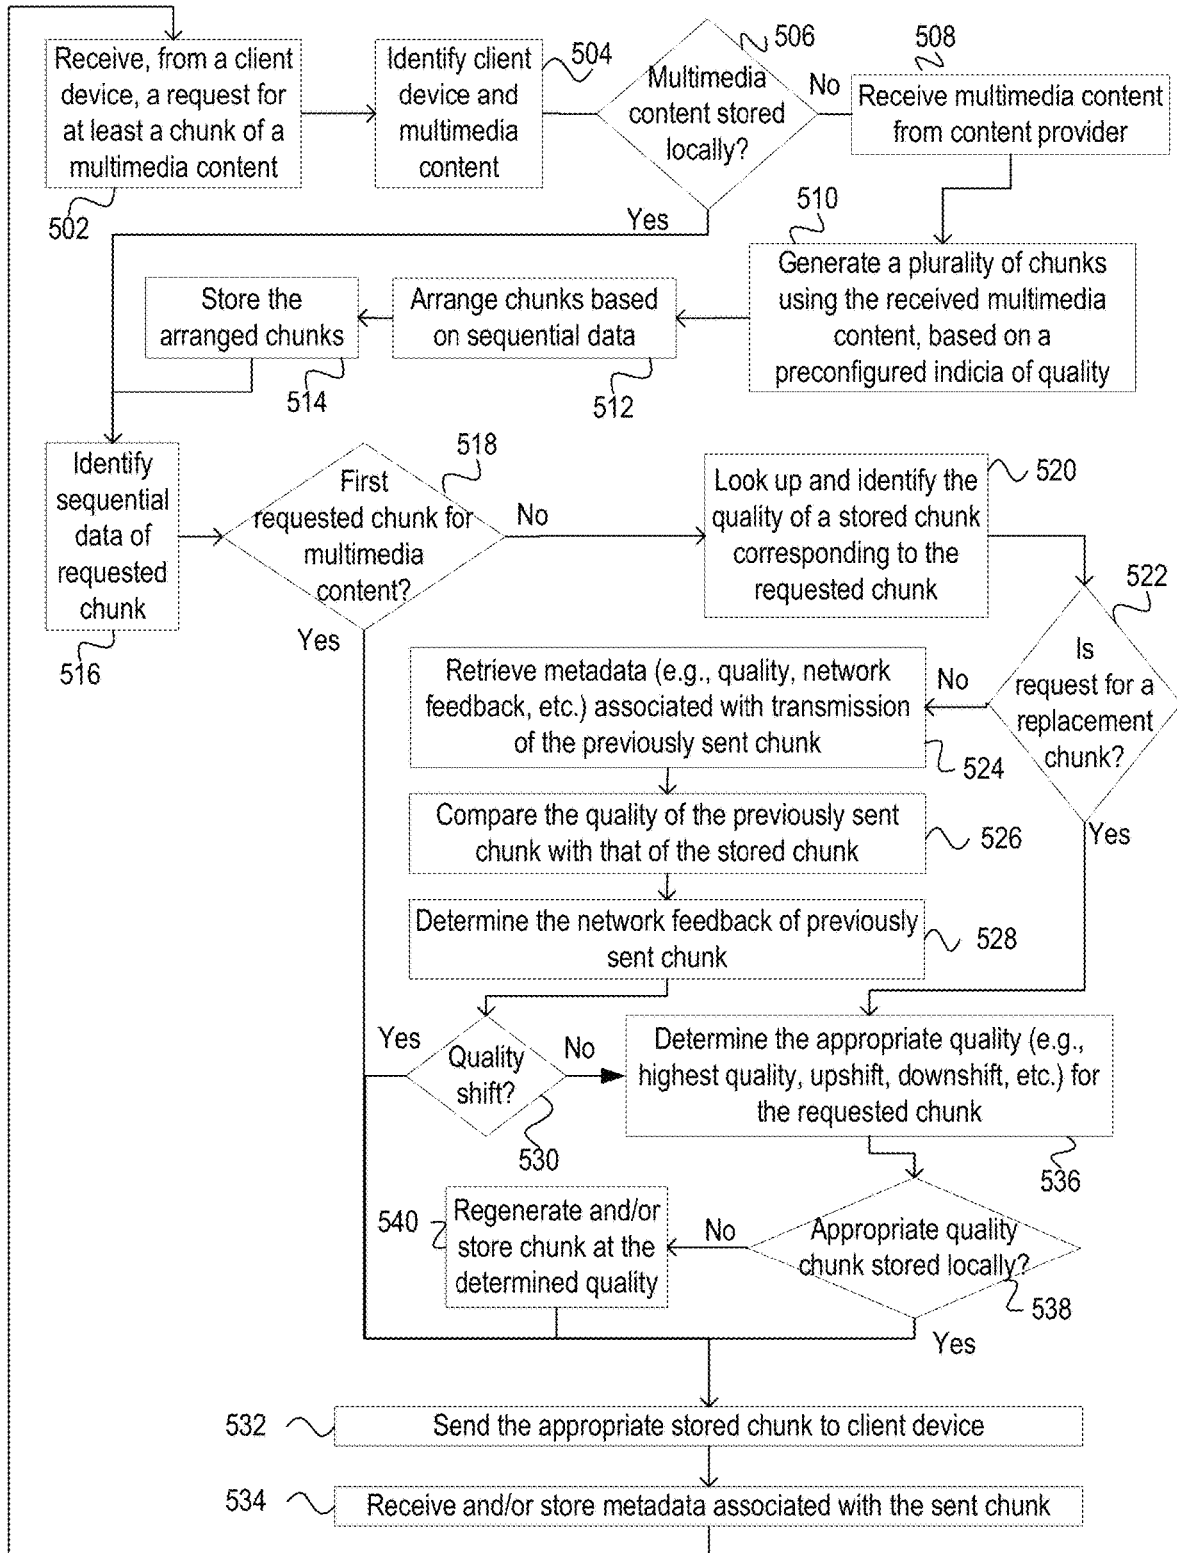 Receive, from a client
device, a request for
at least a chunk of a
multimedia content
502
Identify client
device and
multimedia
content
504
Multimedia
content stored
locally?
506
No
Yes
508
Receive multimedia content
from content provider
510
Generate a plurality of chunks
using the received multimedia
content, based on a
preconfigured indicia of quality
Arrange chunks based
on sequential data
512
Store the
arranged chunks
514
Identify
sequential
data of
requested
chunk
516
First
requested chunk for
multimedia
content?
518
No
Yes
Look up and identify the
quality of a stored chunk
corresponding to the
requested chunk
520
Is
request for a
replacement
chunk?
522
No
Yes
Retrieve metadata (e.g., quality, network
feedback, etc.) associated with transmission
of the previously sent chunk
524
Compare the quality of the previously sent
chunk with that of the stored chunk
526
Determine the network feedback of previously
sent chunk
528
Yes
Quality
shift?
No
530
Determine the appropriate quality (e.g.,
highest quality, upshift, downshift, etc.) for
the requested chunk
536
Appropriate quality
chunk stored locally?
538
No
Yes
540
Regenerate and/or
store chunk at the
determined quality
532
Send the appropriate stored chunk to client device
534
Receive and/or store metadata associated with the sent chunk